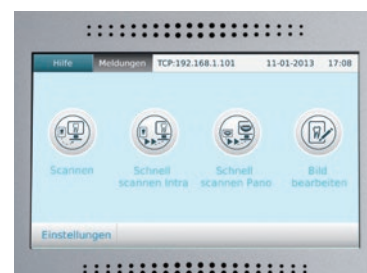 Hilfe Meldungen TCP:192.168.1.101 11-01-2013 17:08
Scannen
Schnell scannen Intra
Schnell scannen Pano
Bild bearbeiten
Einstellungen